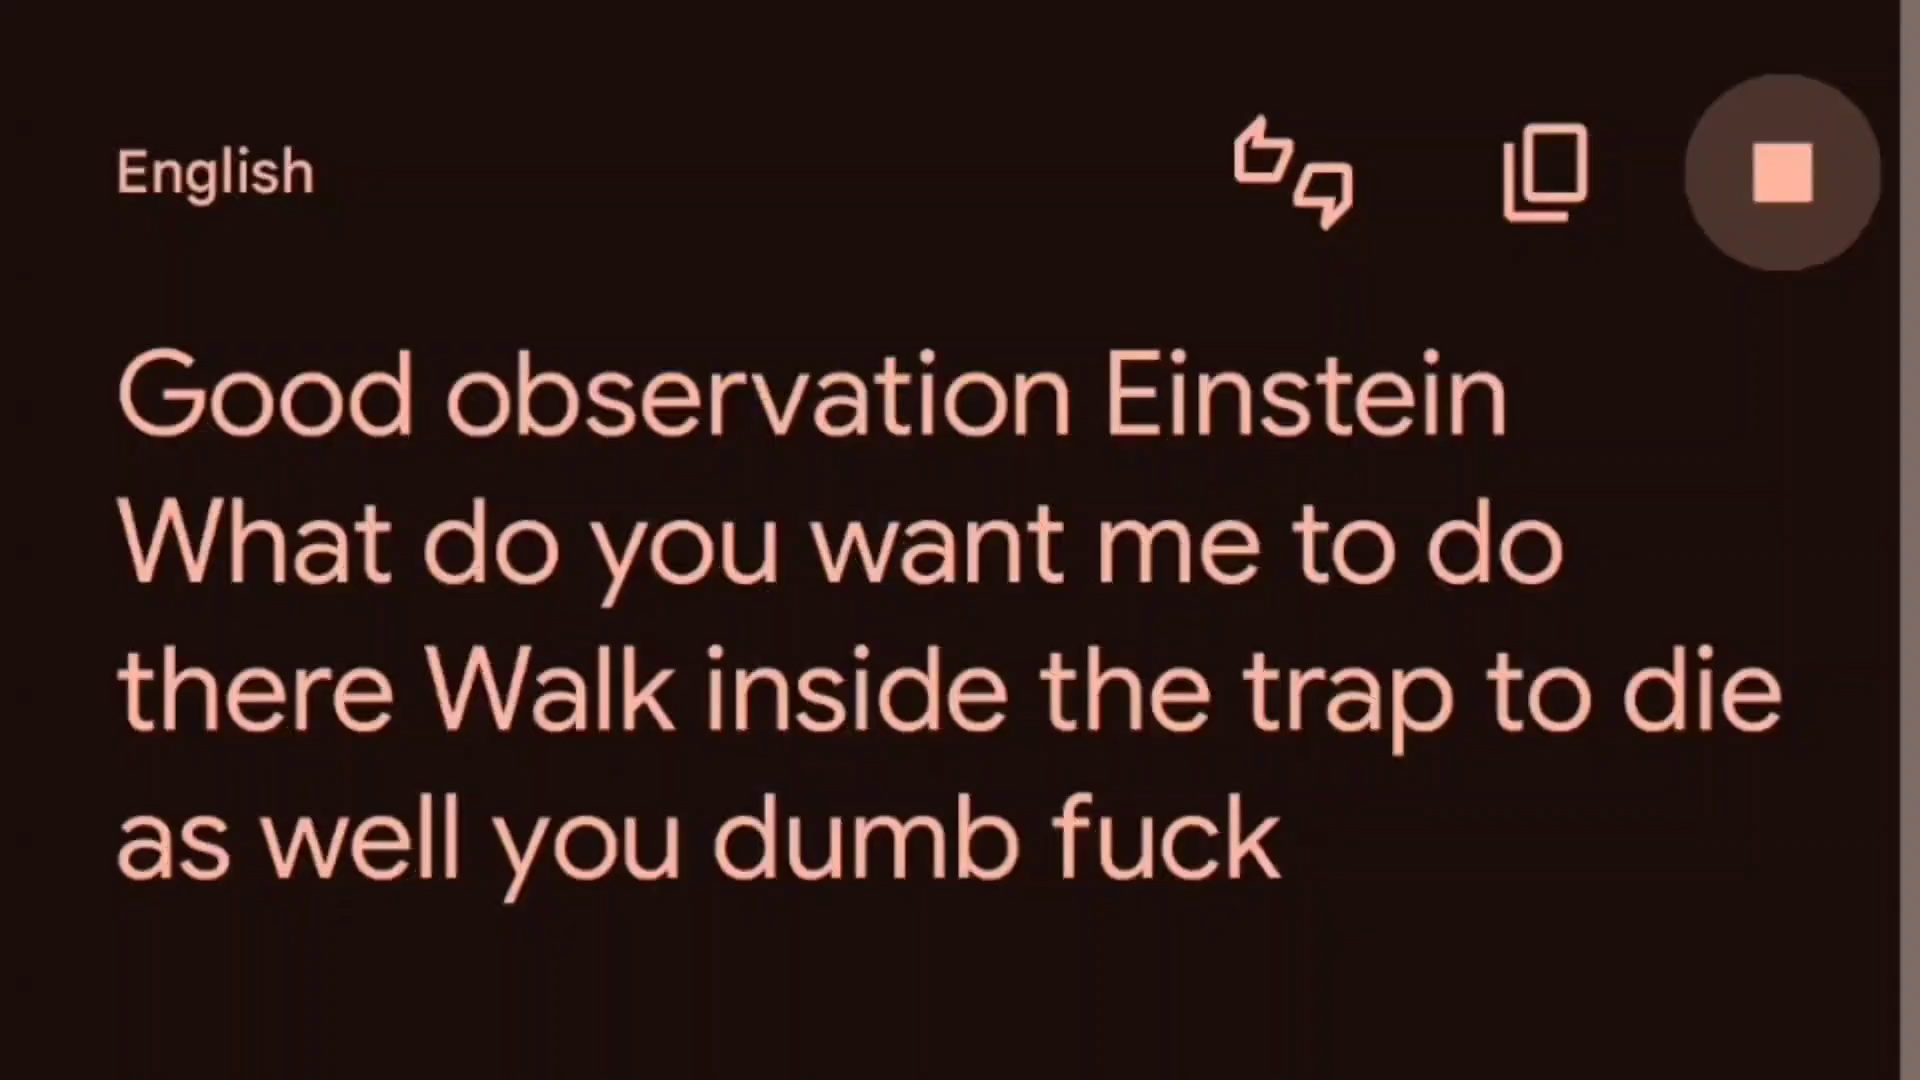 English
Good observation Einstein
What do you want me to do
there Walk inside the trap to die
as well you dumb fuck